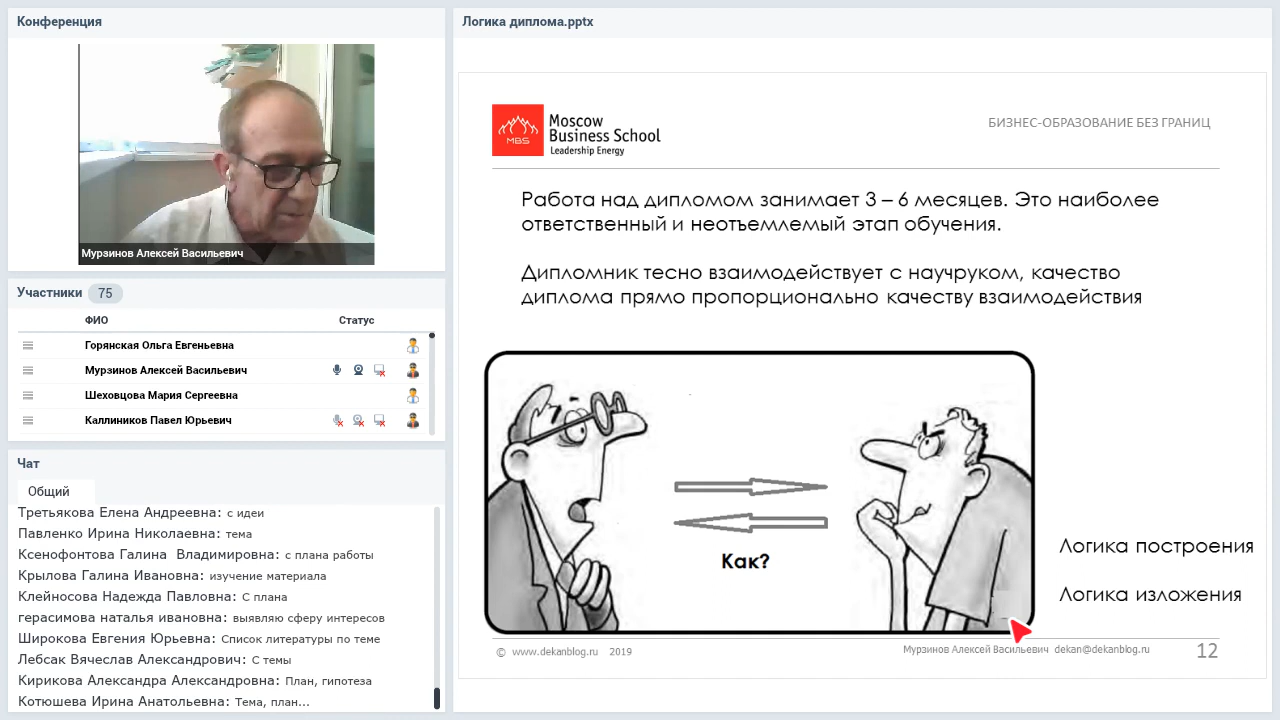 Конференция
Мурзинов Алексей Васильевич
Участники 75
ФИО Статус
Горянская Ольга Евгеньевна
Мурзинов Алексей Васильевич
Шеховцова Мария Сергеевна
Каллиников Павел Юрьевич
Чат
Общий
Третьякова Елена Андреевна: с идеи
Павленко Ирина Николаевна: тема
Ксенофонтова Галина Владимировна: с плана работы
Крылова Галина Ивановна: изучение материала
Клейносова Надежда Павловна: С плана
герасимова наталья ивановна: выявляю сферу интересов
Широкова Евгения Юрьевна: Список литературы по теме
Лебсак Вячеслав Александрович: С темы
Кирикова Александра Александровна: План, гипотеза
Котюшева Ирина Анатольевна: Тема, план...
Логика диплома.pptx
MBS
Moscow
Business School
Leadership Energy
БИЗНЕС-ОБРАЗОВАНИЕ БЕЗ ГРАНИЦ
Работа над дипломом занимает 3 – 6 месяцев. Это наиболее
ответственный и неотъемлемый этап обучения.
Дипломник тесно взаимодействует с научруком, качество
диплома прямо пропорционально качеству взаимодействия
Как?
Логика построения
Логика изложения
© www.dekanblog.ru 2019
Мурзинов Алексей Васильевич dekan@dekanblog.ru
12